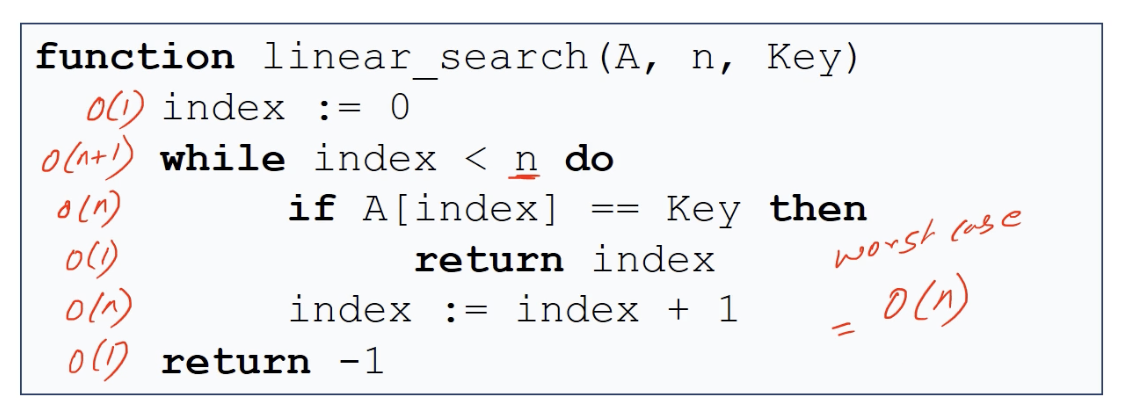 function linear_search(A, n, Key)
O(1) index := 0
O(n+1) while index < n do
O(n) if A[index] == Key then
O(1) return index
worst case
O(n) index := index + 1
= O(n)
O(1) return -1